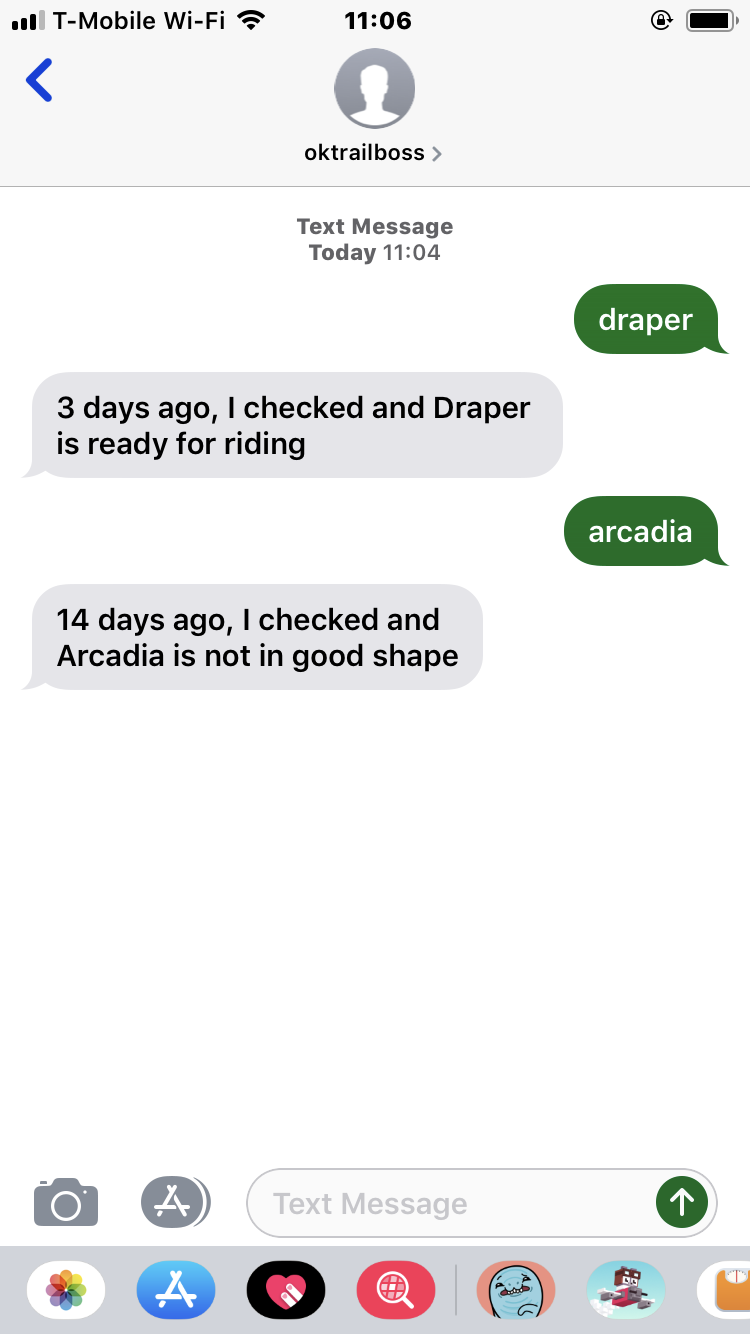 T-Mobile Wi-Fi 11:06
oktrailboss
Text Message
Today 11:04
draper
3 days ago, I checked and Draper
is ready for riding
arcadia
14 days ago, I checked and
Arcadia is not in good shape
Text Message